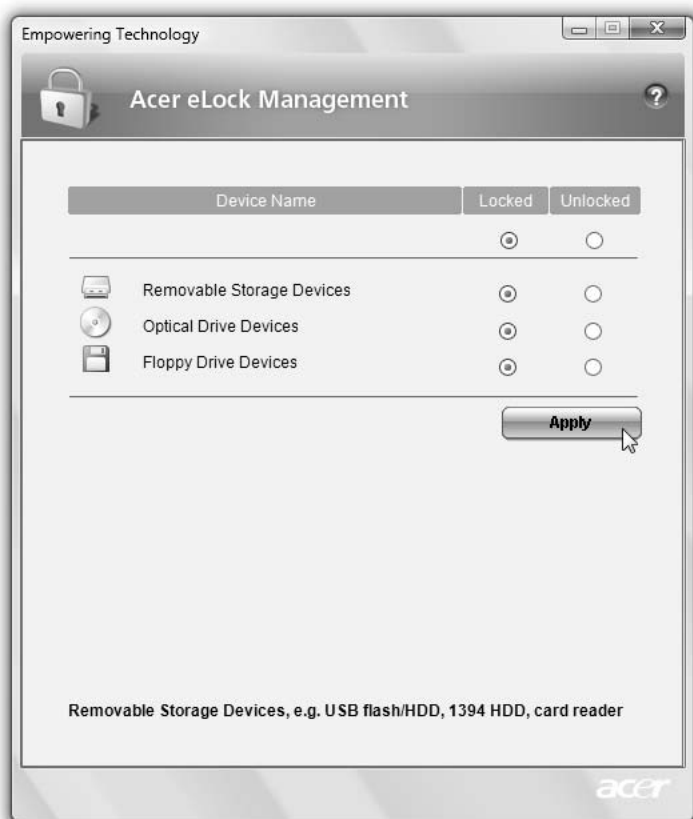 Empowering Technology
Acer eLock Management
?
Device Name Locked Unlocked
Removable Storage Devices
Optical Drive Devices
Floppy Drive Devices
Apply
Removable Storage Devices, e.g. USB flash/HDD, 1394 HDD, card reader
acer